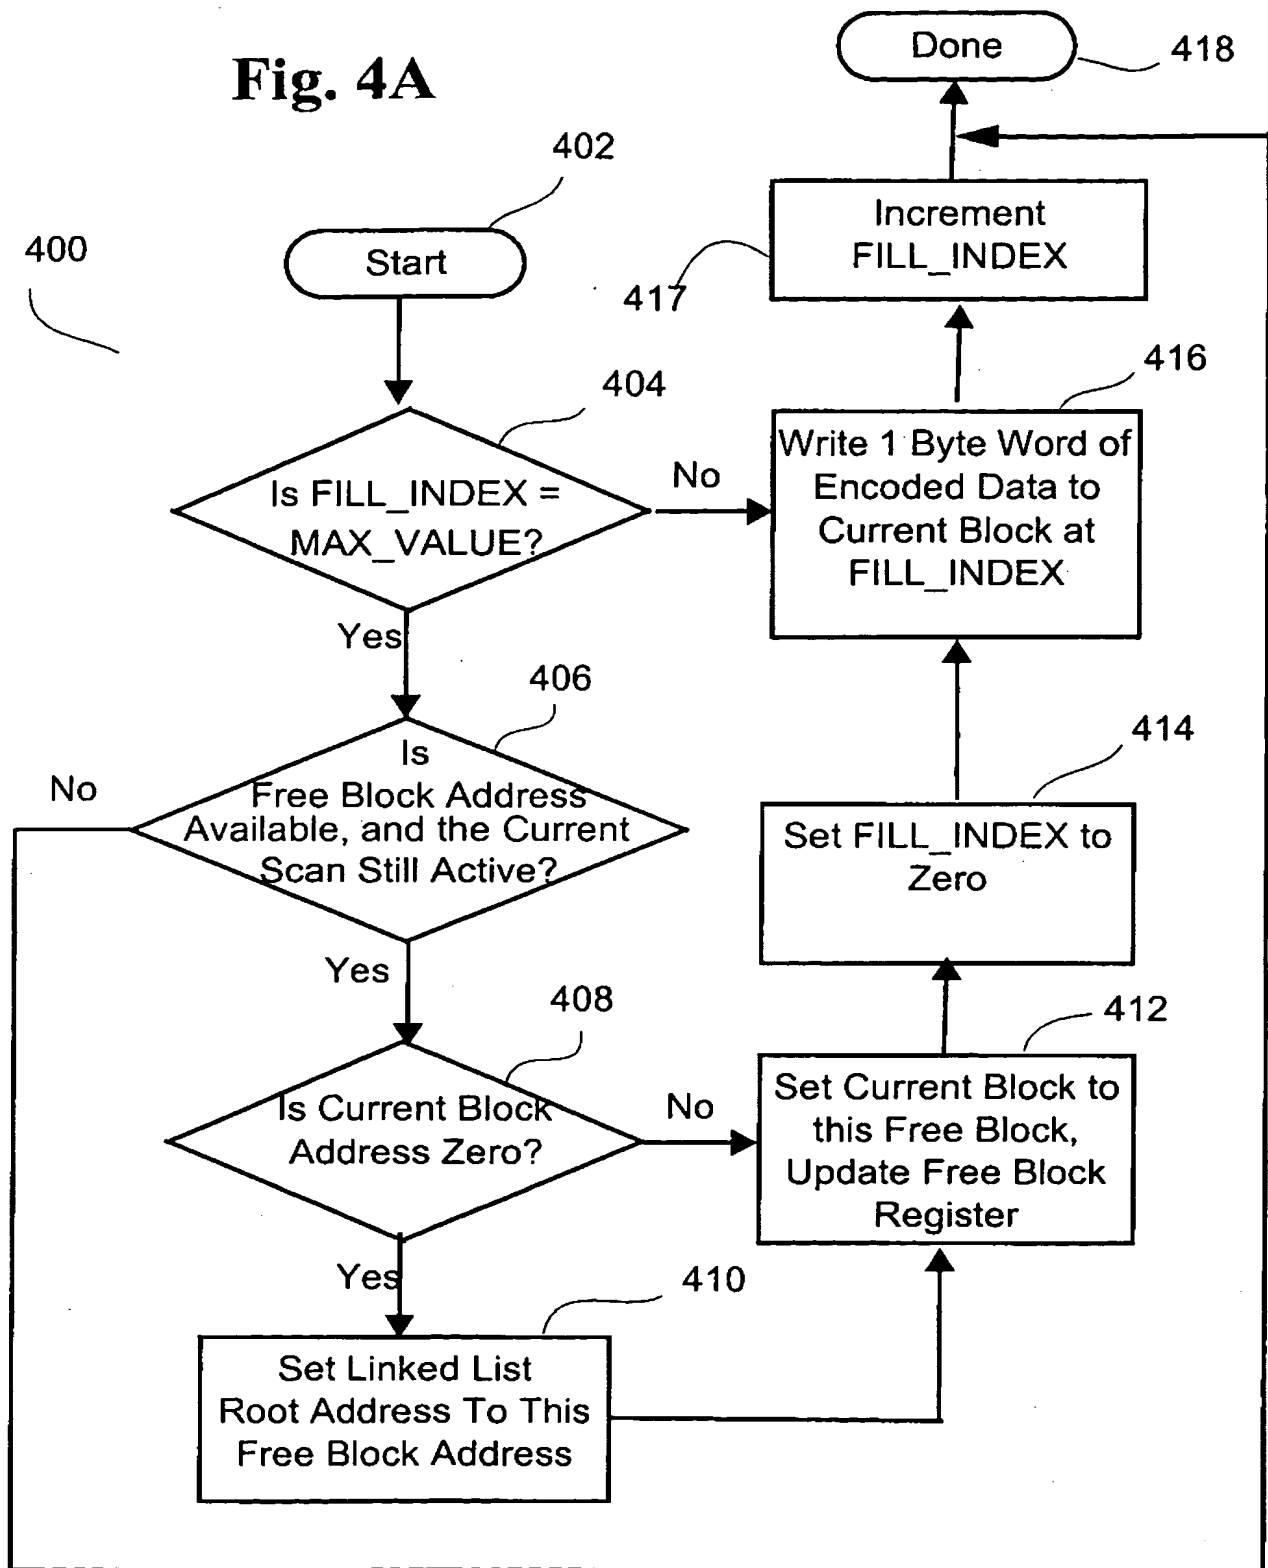 Fig. 4A
Done
418
402
Increment
FILL_INDEX
400
Start
417
404
416
Is FILL_INDEX =
MAX_VALUE?
No
Write 1 Byte Word of
Encoded Data to
Current Block at
FILL_INDEX
Yes
406
Is
Free Block Address
Available, and the Current
Scan Still Active?
No
414
Set FILL_INDEX to
Zero
Yes
408
412
Is Current Block
Address Zero?
No
Set Current Block to
this Free Block,
Update Free Block
Register
Yes
410
Set Linked List
Root Address To This
Free Block Address